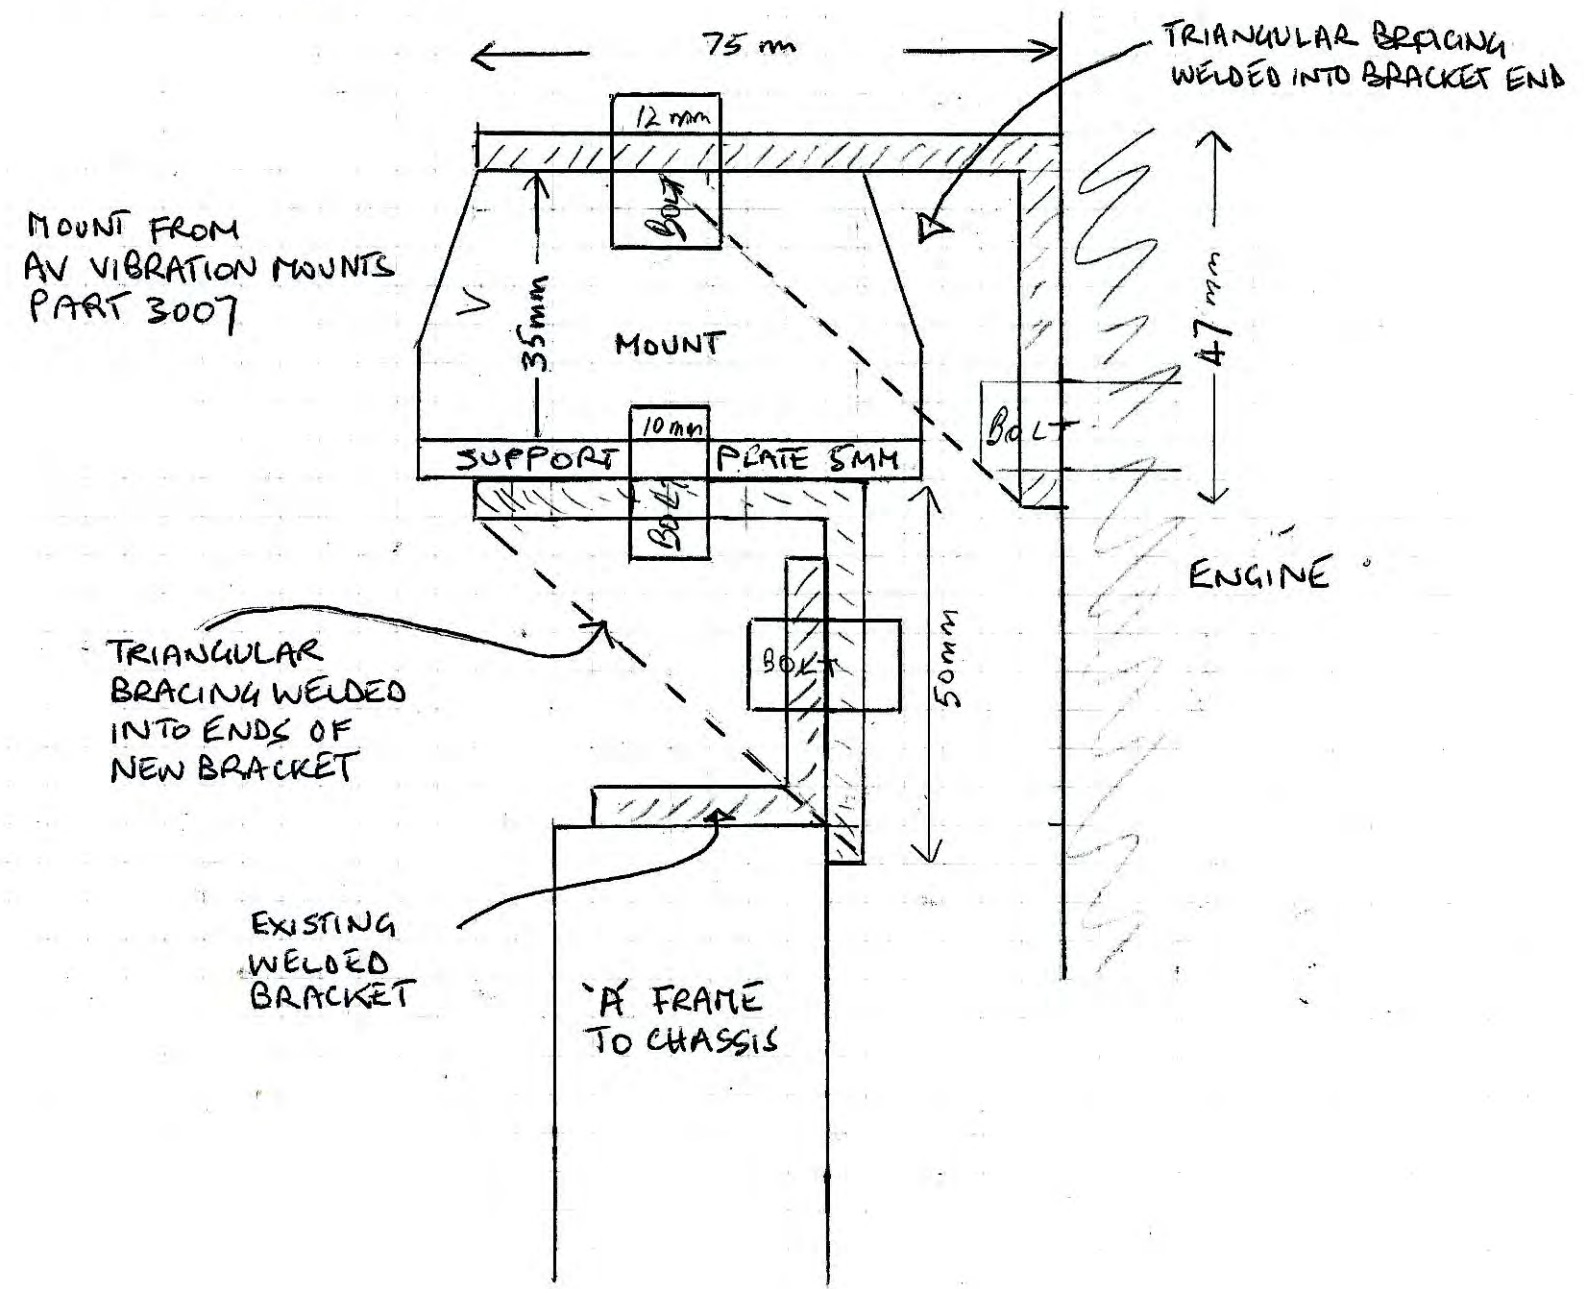 75 mm
TRIANGULAR BRACING
WELDED INTO BRACKET END
12 mm
BOLT
MOUNT FROM
AV VIBRATION MOUNTS
PART 3007
35mm
MOUNT
47 mm
BOLT
10 mm
SUPPORT PLATE 5MM
BOLT
ENGINE
TRIANGULAR
BRACING WELDED
INTO ENDS OF
NEW BRACKET
BOLT
50mm
EXISTING
WELDED
BRACKET
'A' FRAME
TO CHASSIS